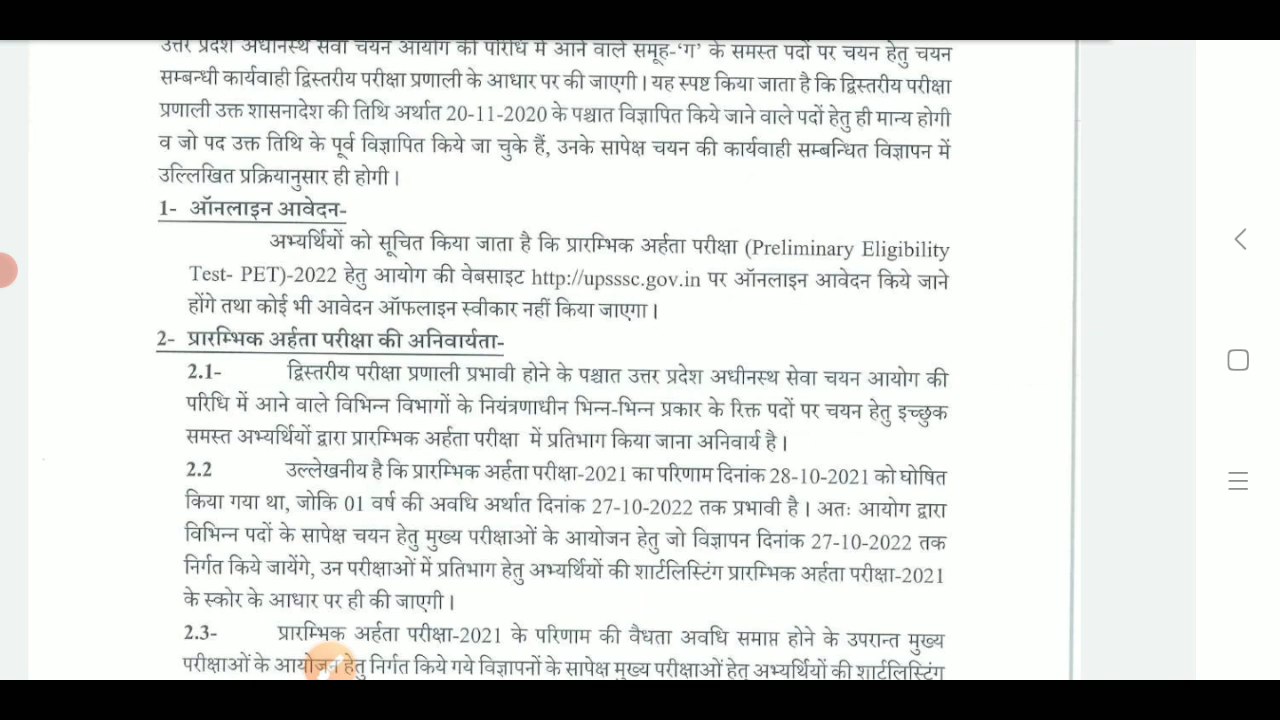 उत्तर प्रदेश अधीनस्थ सेवा चयन आयोग की परिधि में आने वाले समूह-'ग' के समस्त पदों पर चयन हेतु चयन
सम्बन्धी कार्यवाही द्विस्तरीय परीक्षा प्रणाली के आधार पर की जाएगी। यह स्पष्ट किया जाता है कि द्विस्तरीय परीक्षा
प्रणाली उक्त शासनादेश की तिथि अर्थात 20-11-2020 के पश्चात विज्ञापित किये जाने वाले पदों हेतु ही मान्य होगी
व जो पद उक्त तिथि के पूर्व विज्ञापित किये जा चुके हैं, उनके सापेक्ष चयन की कार्यवाही सम्बन्धित विज्ञापन में
उल्लिखित प्रक्रियानुसार ही होगी।
1- ऑनलाइन आवेदन-
अभ्यर्थियों को सूचित किया जाता है कि प्रारम्भिक अर्हता परीक्षा (Preliminary Eligibility
Test- PET)-2022 हेतु आयोग की वेबसाइट http://upsssc.gov.in पर ऑनलाइन आवेदन किये जाने
होंगे तथा कोई भी आवेदन ऑफलाइन स्वीकार नहीं किया जाएगा।
2- प्रारम्भिक अर्हता परीक्षा की अनिवार्यता-
2.1- द्विस्तरीय परीक्षा प्रणाली प्रभावी होने के पश्चात उत्तर प्रदेश अधीनस्थ सेवा चयन आयोग की
परिधि में आने वाले विभिन्न विभागों के नियंत्रणाधीन भिन्न-भिन्न प्रकार के रिक्त पदों पर चयन हेतु इच्छुक
समस्त अभ्यर्थियों द्वारा प्रारम्भिक अर्हता परीक्षा में प्रतिभाग किया जाना अनिवार्य है।
2.2 उल्लेखनीय है कि प्रारम्भिक अर्हता परीक्षा-2021 का परिणाम दिनांक 28-10-2021 को घोषित
किया गया था, जोकि 01 वर्ष की अवधि अर्थात दिनांक 27-10-2022 तक प्रभावी है। अतः आयोग द्वारा
विभिन्न पदों के सापेक्ष चयन हेतु मुख्य परीक्षाओं के आयोजन हेतु जो विज्ञापन दिनांक 27-10-2022 तक
निर्गत किये जायेंगे, उन परीक्षाओं में प्रतिभाग हेतु अभ्यर्थियों की शार्टलिस्टिंग प्रारम्भिक अर्हता परीक्षा-2021
के स्कोर के आधार पर ही की जाएगी।
2.3- प्रारम्भिक अर्हता परीक्षा-2021 के परिणाम की वैधता अवधि समाप्त होने के उपरान्त मुख्य
परीक्षाओं के आयोजन हेतु निर्गत किये गये विज्ञापनों के सापेक्ष मुख्य परीक्षाओं हेतु अभ्यर्थियों की शार्टलिस्टिंग